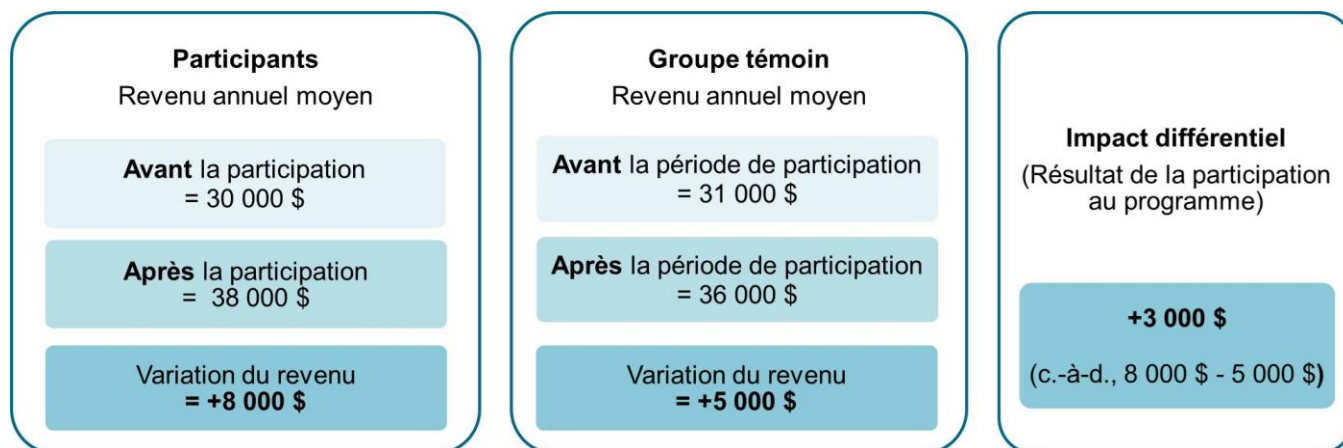 Participants
Revenu annuel moyen
Avant la participation
= 30 000 $
Après la participation
= 38 000 $
Variation du revenu
= +8 000 $
Groupe témoin
Revenu annuel moyen
Avant la période de participation
= 31 000 $
Après la période de participation
= 36 000 $
Variation du revenu
= +5 000 $
Impact différentiel
(Résultat de la participation
au programme)
+3 000 $
(c.-à-d., 8 000 $ - 5 000 $)